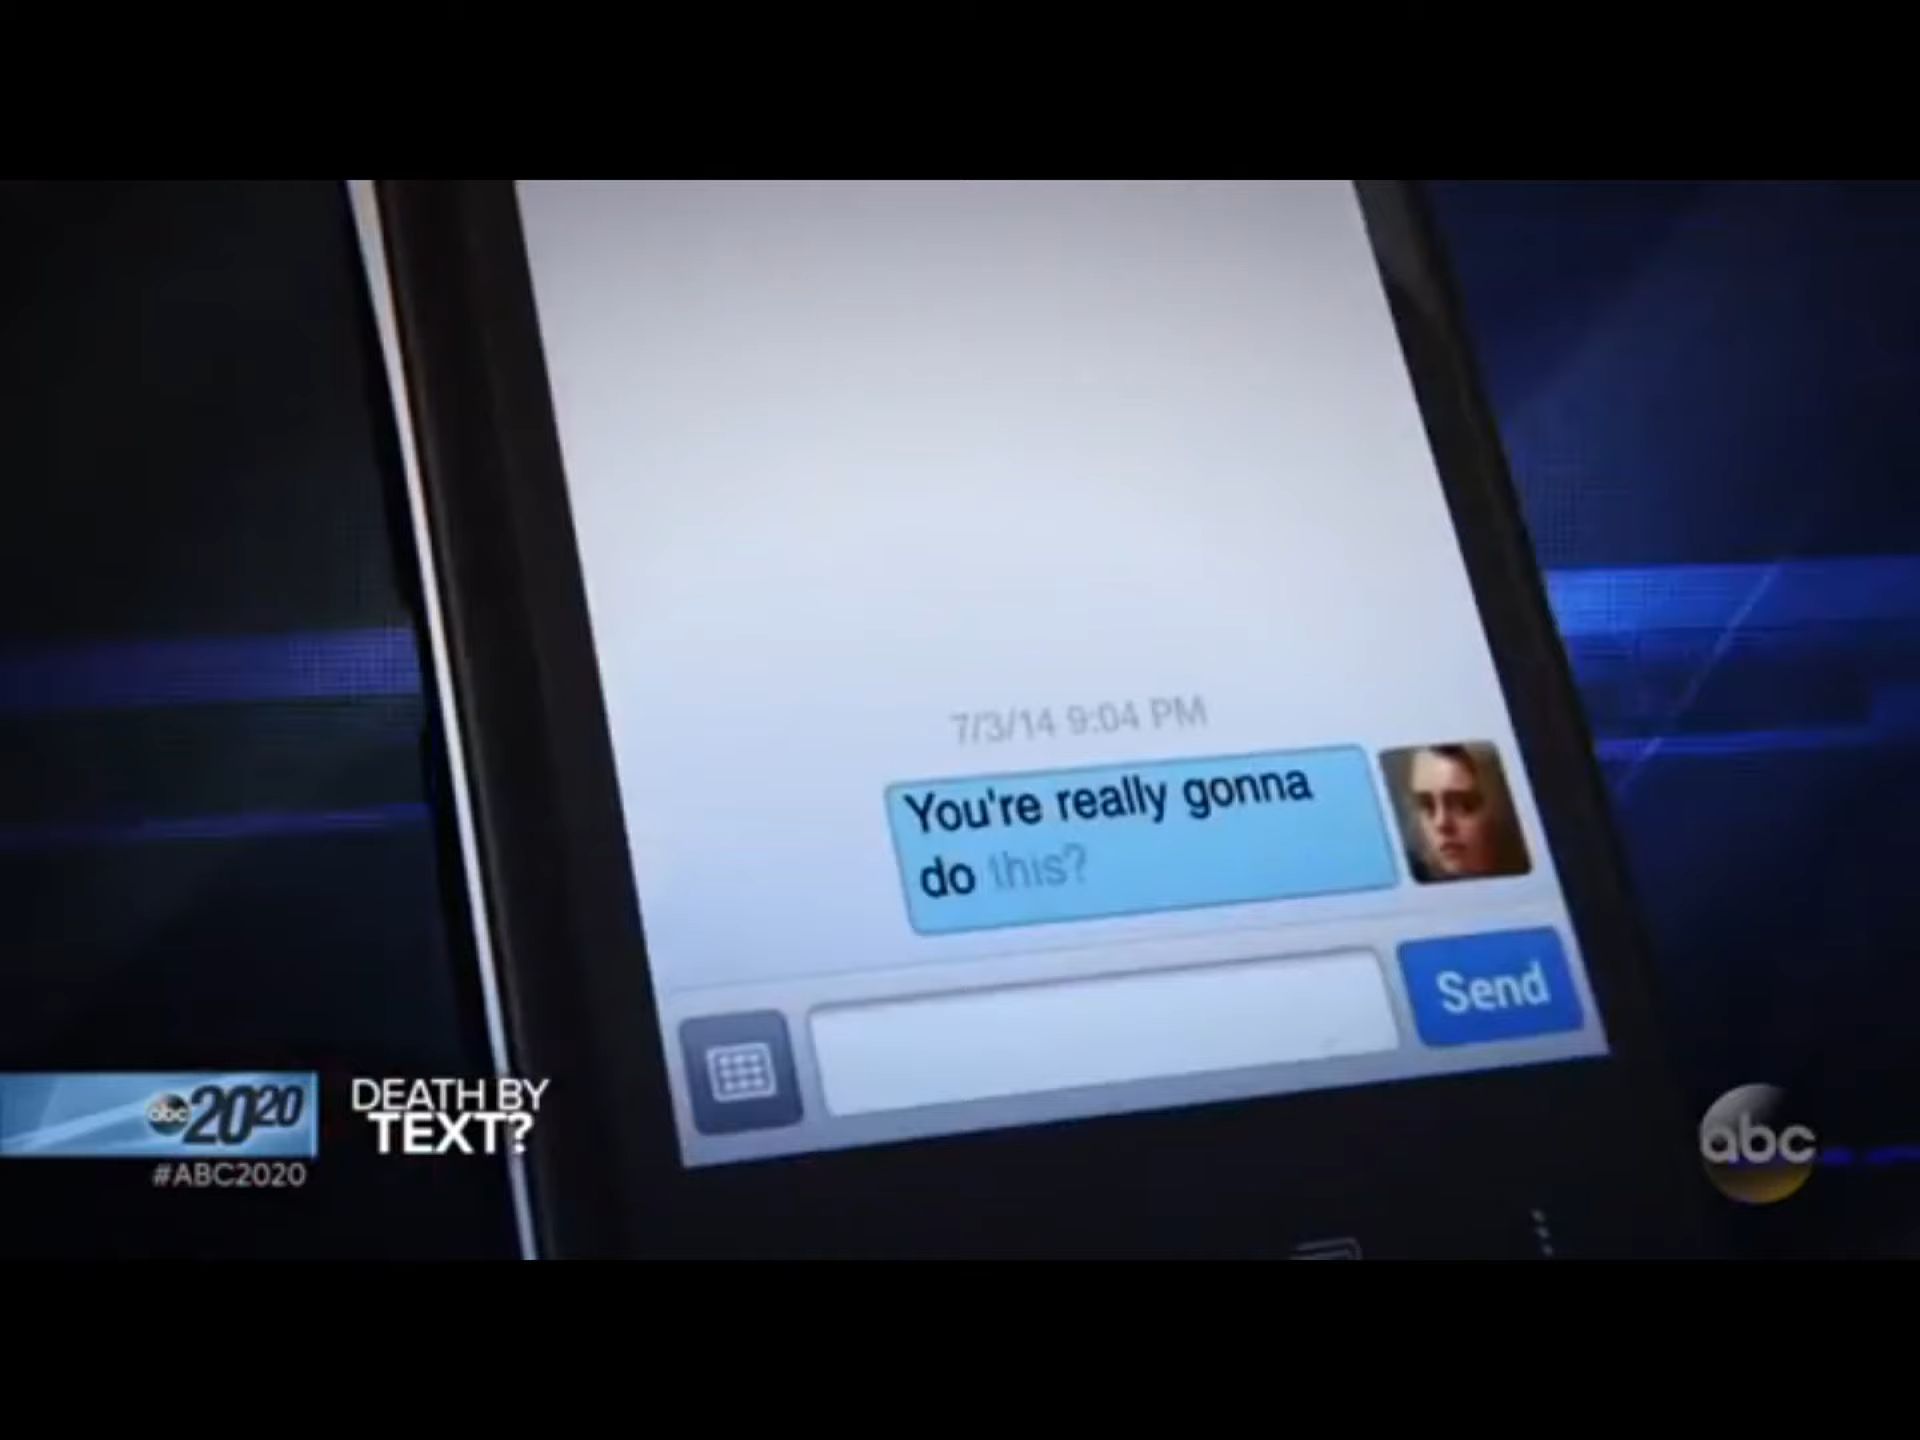 7/3/14 9:04 PM
You're really gonna
do this?
Send
abc 2020
#ABC2020
DEATH BY
TEXT?
abc